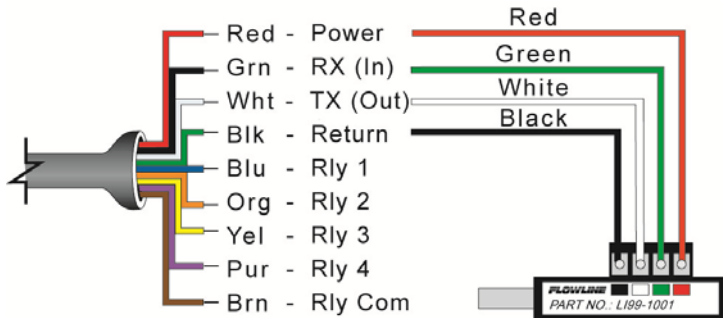 Red - Power
Red
Grn - RX (In)
Green
Wht - TX (Out)
White
Blk - Return
Black
Blu - Rly 1
Org - Rly 2
Yel - Rly 3
Pur - Rly 4
Brn - Rly Com
FLOWLINE
PART NO.: LI99-1001